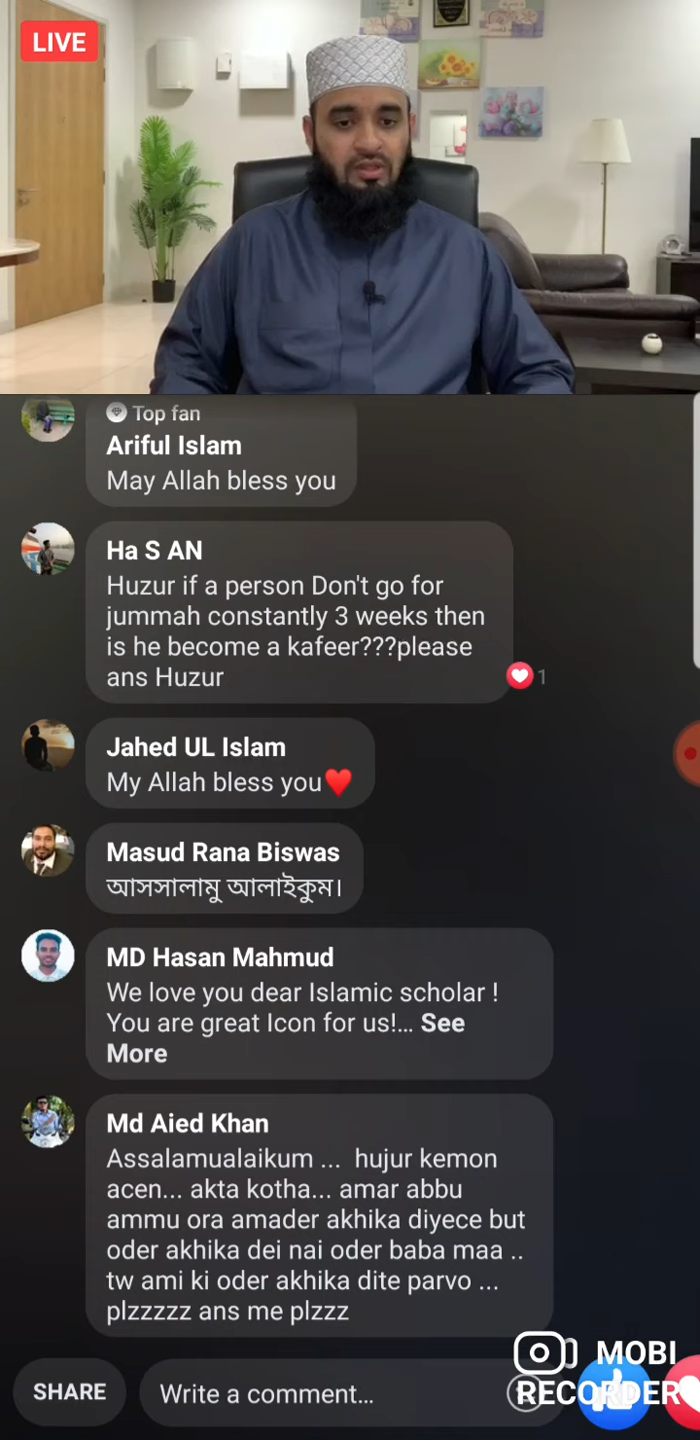 LIVE
Top fan
Ariful Islam
May Allah bless you
Ha S AN
Huzur if a person Don't go for
jummah constantly 3 weeks then
is he become a kafeer???please
ans Huzur
1
Jahed UL Islam
My Allah bless you❤️
Masud Rana Biswas
আসসালামু আলাইকুম।
MD Hasan Mahmud
We love you dear Islamic scholar !
You are great Icon for us!... See
More
Md Aied Khan
Assalamualaikum ... hujur kemon
acen... akta kotha... amar abbu
ammu ora amader akhika diyece but
oder akhika dei nai oder baba maa ..
tw ami ki oder akhika dite parvo ...
plzzzzz ans me plzzz
SHARE
Write a comment...
MOBI
RECORDER